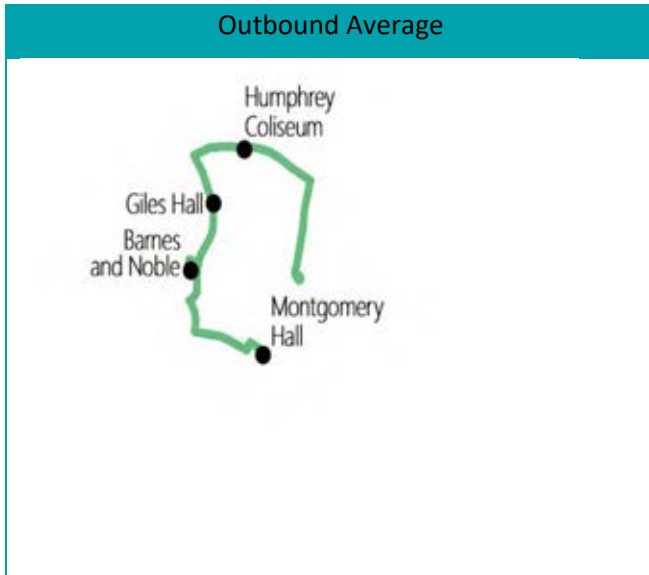 Outbound Average
Humphrey
Coliseum
Giles Hall
Barnes
and Noble
Montgomery
Hall